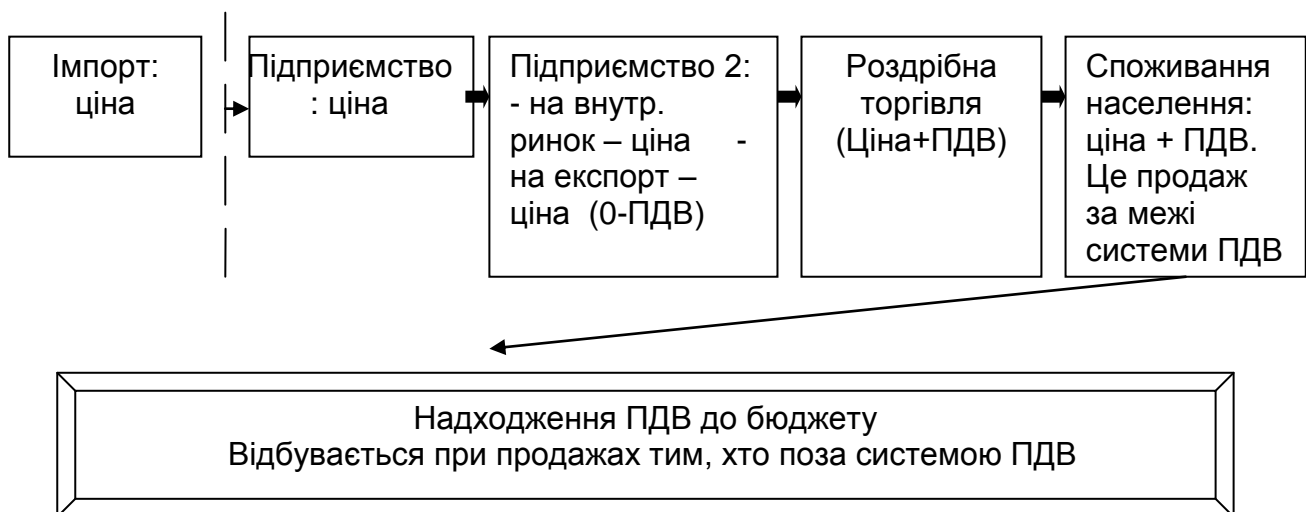 Імпорт:
ціна
Підприємство
: ціна
Підприємство 2:
- на внутр.
ринок – ціна -
на експорт –
ціна (0-ПДВ)
Роздрібна
торгівля
(Ціна+ПДВ)
Споживання
населення:
ціна + ПДВ.
Це продаж
за межі
системи ПДВ
Надходження ПДВ до бюджету
Відбувається при продажах тим, хто поза системою ПДВ